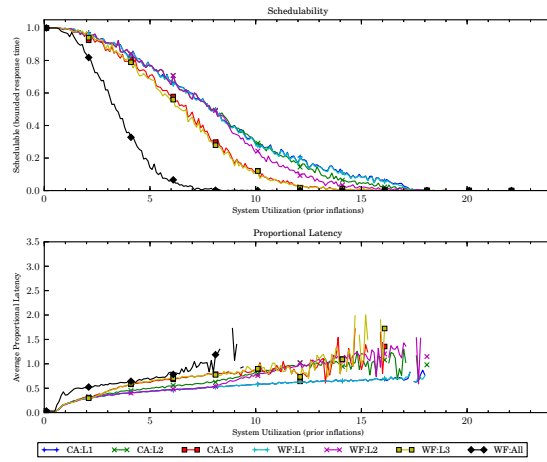 Schedulability
Schedulable (bounded response time)
1.0
0.8
0.6
0.4
0.2
0.0
0 5 10 15 20
System Utilization (prior inflations)
Proportional Latency
Average Proportional Latency
3.5
3.0
2.5
2.0
1.5
1.0
0.5
0.0
0 5 10 15 20
System Utilization (prior inflations)
CA:L1 CA:L2 CA:L3 WF:L1 WF:L2 WF:L3 WF:All